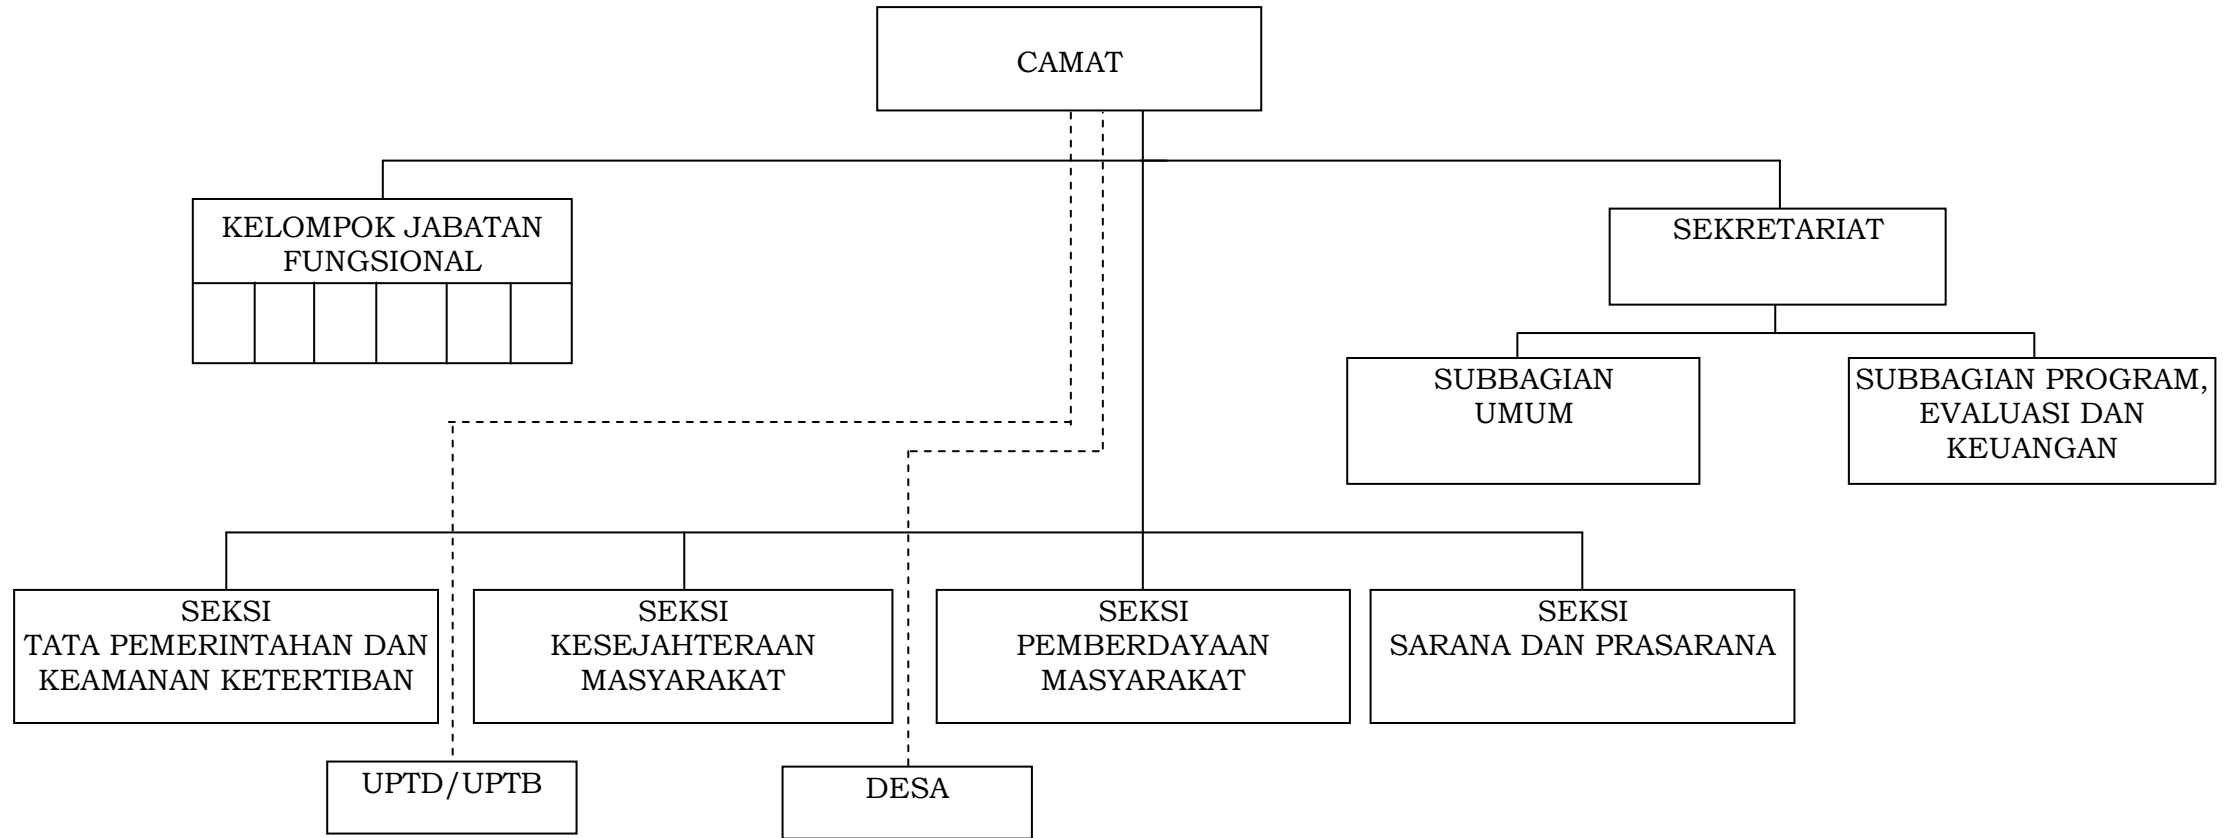 CAMAT
KELOMPOK JABATAN
FUNGSIONAL
SEKRETARIAT
SUBBAGIAN
UMUM
SUBBAGIAN PROGRAM,
EVALUASI DAN
KEUANGAN
SEKSI
TATA PEMERINTAHAN DAN
KEAMANAN KETERTIBAN
SEKSI
KESEJAHTERAAN
MASYARAKAT
SEKSI
PEMBERDAYAAN
MASYARAKAT
SEKSI
SARANA DAN PRASARANA
UPTD/UPTB
DESA